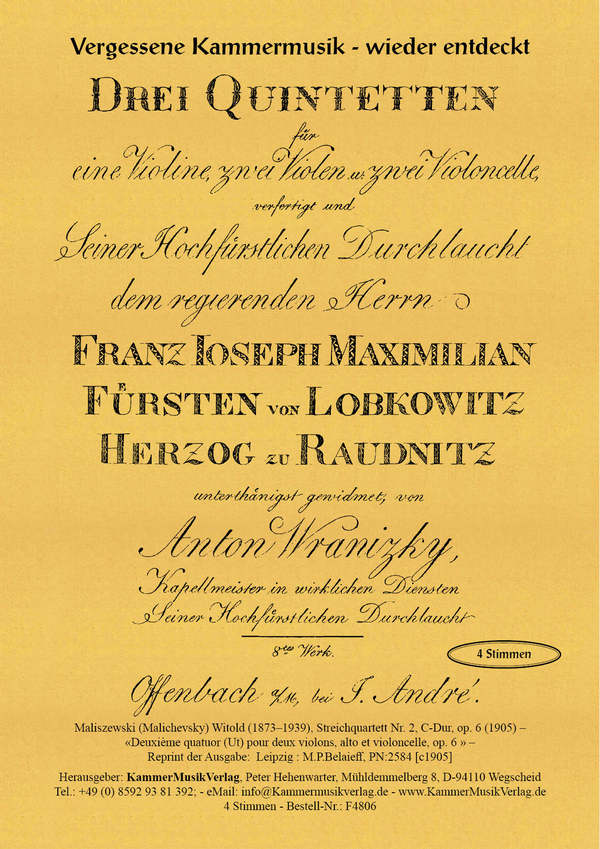 Vergessene Kammermusik - wieder entdeckt
DREI QUINTETTEN
für
eine Violine, zwei Violen u: zwei Violoncelle,
verfertigt und
Seiner Hochfürstlichen Durchlaucht
dem regierenden Herrn
FRANZ IOSEPH MAXIMILIAN
FÜRSTEN VON LOBKOWITZ
HERZOG ZU RAUDNITZ
unterthänigst gewidmet, von
Anton Wranizky,
Kapellmeister in wirklichen Diensten
Seiner Hochfürstlichen Durchlaucht
8tes Werk.
4 Stimmen
Offenbach a/M, bei J. André.
Maliszewski (Malichevsky) Witold (1873–1939), Streichquartett Nr. 2, C-Dur, op. 6 (1905) –
«Deuxième quatuor (Ut) pour deux violons, alto et violoncelle, op. 6 » –
Reprint der Ausgabe: Leipzig : M.P.Belaieff, PN:2584 [c1905]
Herausgeber: KammerMusikVerlag, Peter Hehenwarter, Mühldemmelberg 8, D-94110 Wegscheid
Tel.: +49 (0) 8592 93 81 392; - eMail: info@Kammermusikverlag.de - www.KammerMusikVerlag.de
4 Stimmen - Bestell-Nr.: F4806